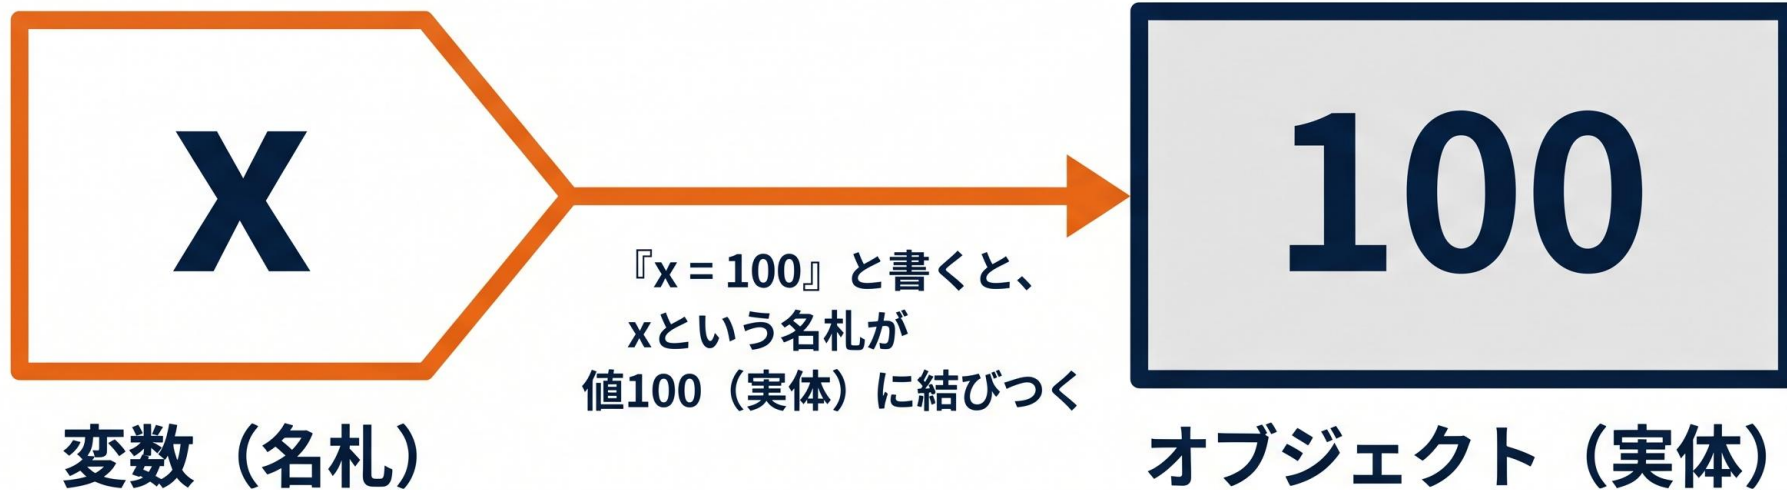 x
100
『x = 100』と書くと、
xという名札が
値100（実体）に結びつく
変数（名札）
オブジェクト（実体）